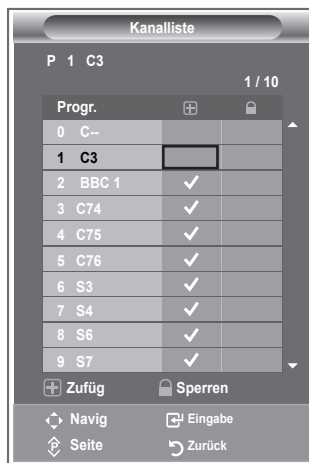 Kanalliste
P 1 C3
1 / 10
Progr.
0 C--
1 C3
2 BBC 1
3 C74
4 C75
5 C76
6 S3
7 S4
8 S6
9 S7
Zufüg Sperren
Navig Eingabe
Seite Zurück